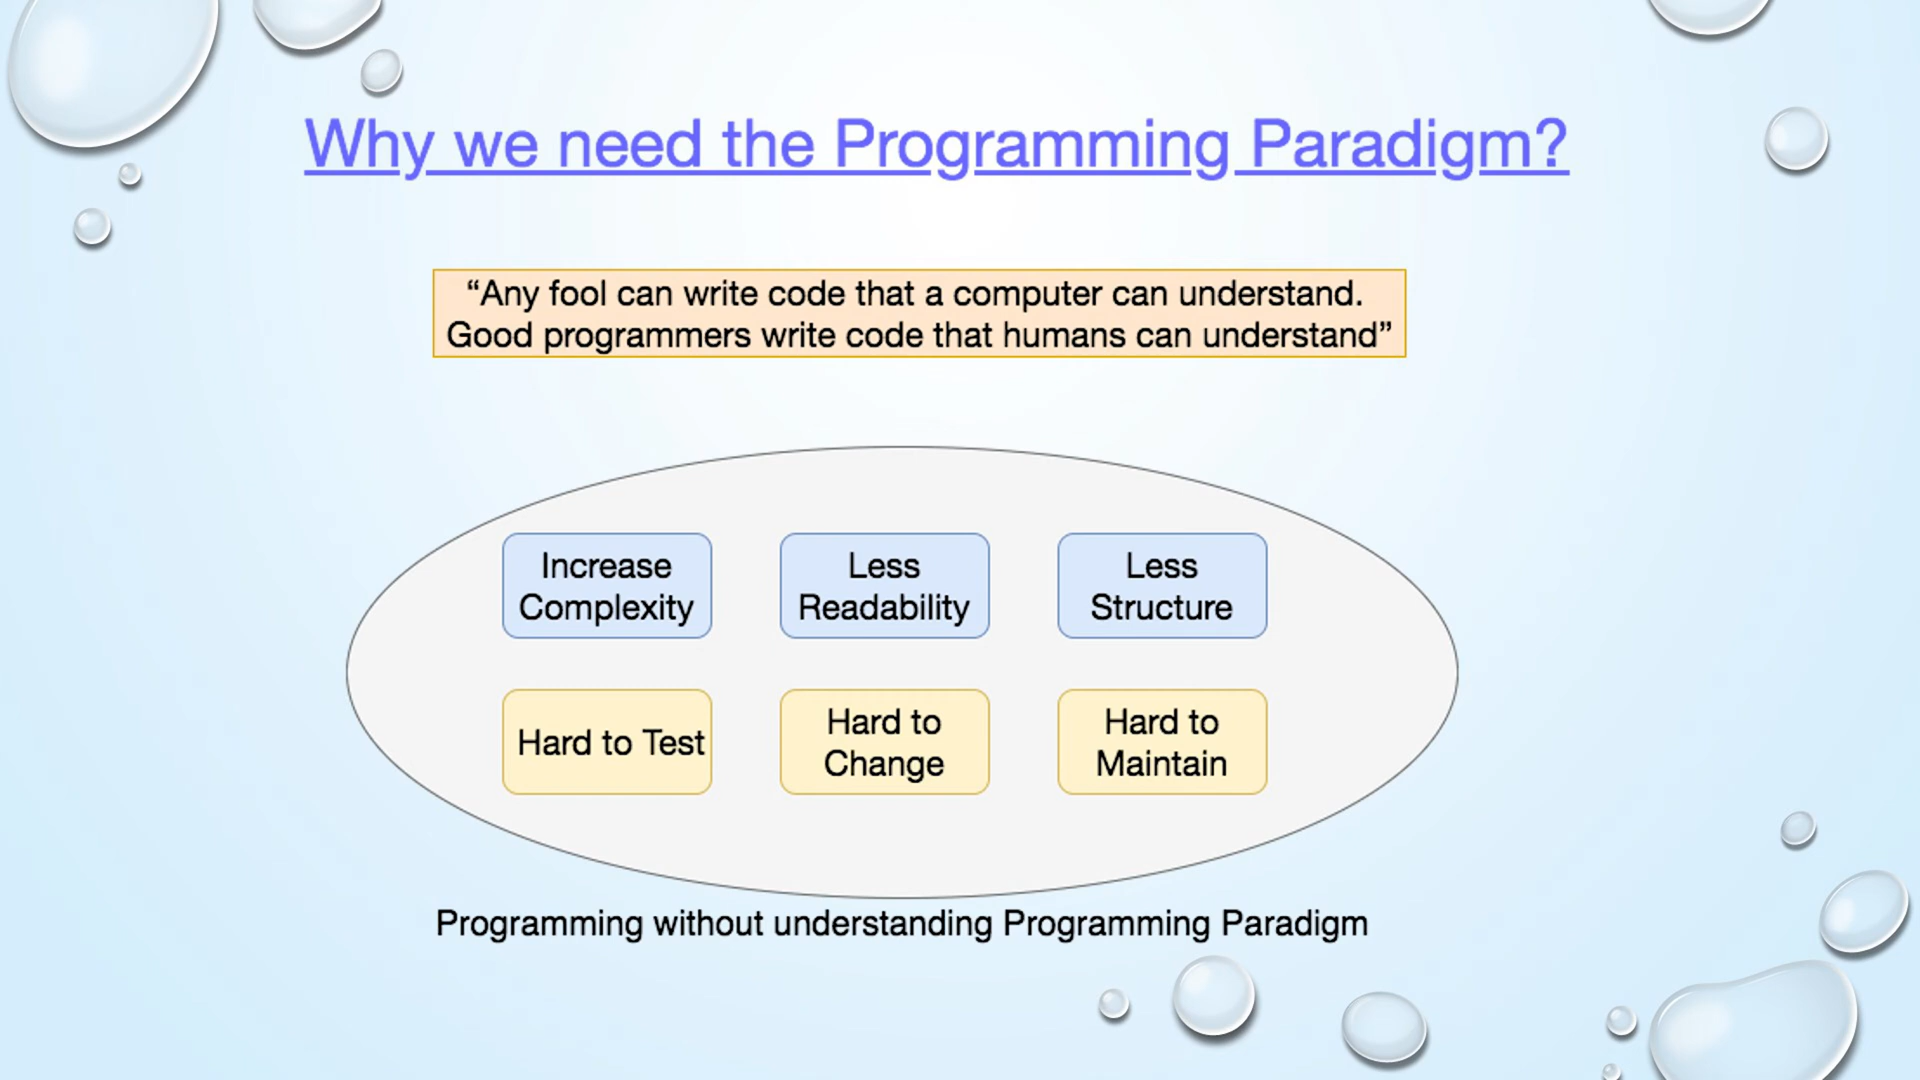 Why we need the Programming Paradigm?
“Any fool can write code that a computer can understand.
Good programmers write code that humans can understand”
Increase
Complexity
Less
Readability
Less
Structure
Hard to Test
Hard to
Change
Hard to
Maintain
Programming without understanding Programming Paradigm